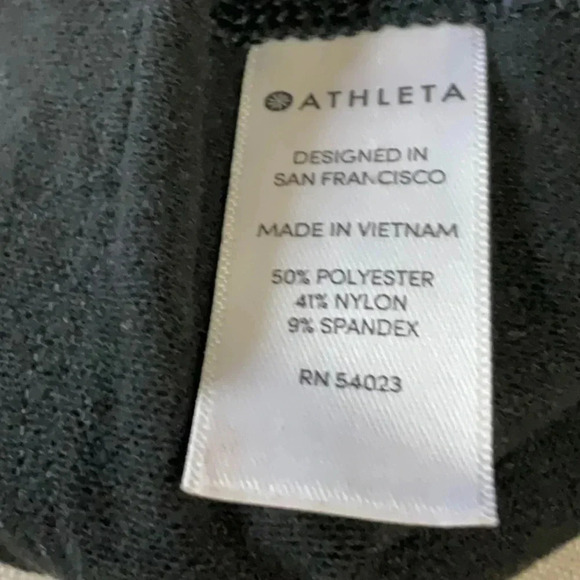 ATHLETA
DESIGNED IN
SAN FRANCISCO
MADE IN VIETNAM
50% POLYESTER
41% NYLON
9% SPANDEX
RN 54023